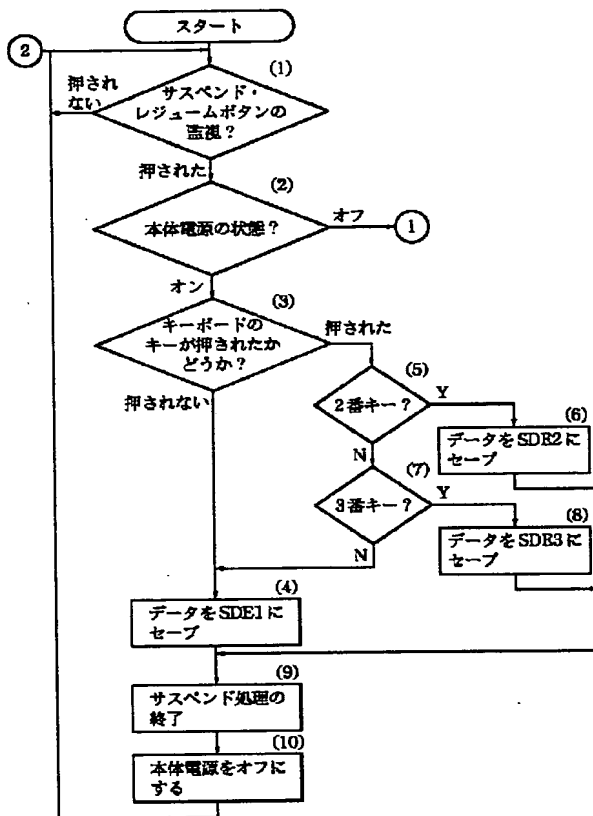 スタート
2
(1)
押され
ない
サスペンド・
レジュームボタンの
監視？
押された
(2)
本体電源の状態？
オフ
1
オン
(3)
キーボードの
キーが押されたか
どうか？
押された
押されない
(5)
2番キー？
Y
(6)
データをSDE2に
セーブ
N
(7)
3番キー？
Y
(8)
データをSDE3に
セーブ
N
(4)
データをSDE1に
セーブ
(9)
サスペンド処理の
終了
(10)
本体電源をオフに
する